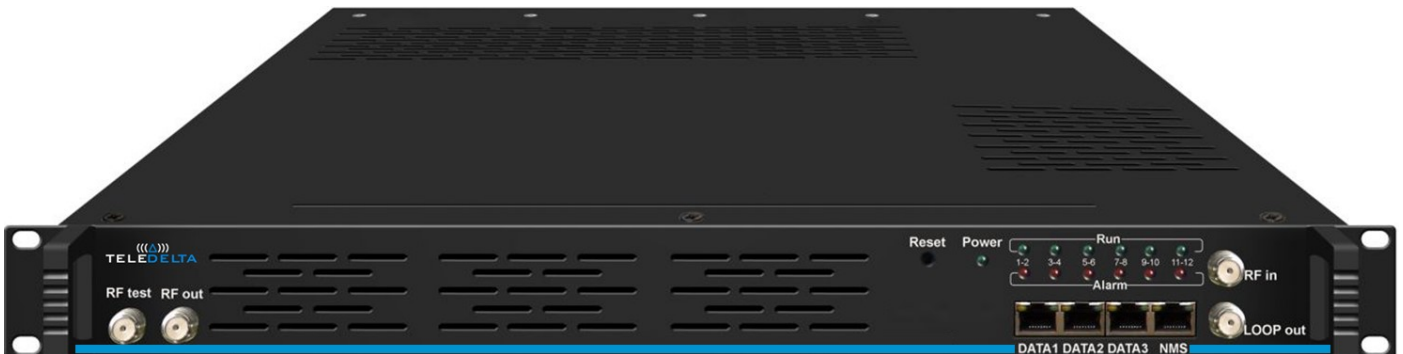 TELEDELTA
RF test RF out
Reset Power
Run
1-2 3-4 5-6 7-8 9-10 11-12
Alarm
RF in
LOOP out
DATA1 DATA2 DATA3 NMS